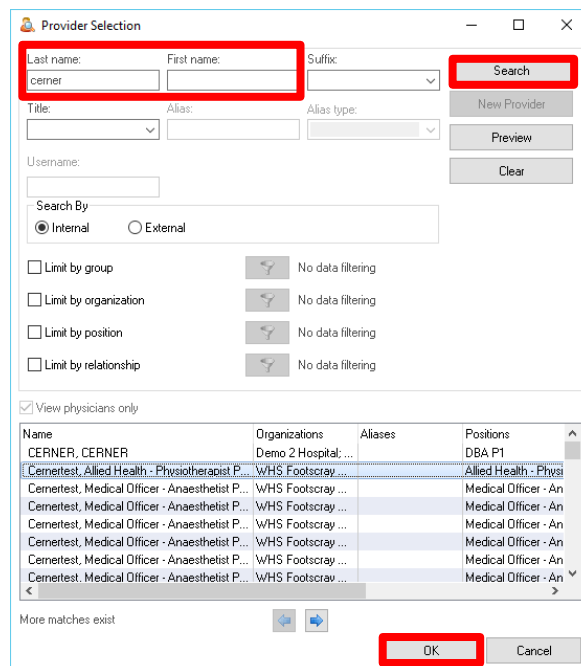 Provider Selection
Last name: First name: Suffix:
cerner
Search
Title: Alias: Alias type:
New Provider
Preview
Username:
Clear
Search By
Internal External
Limit by group No data filtering
Limit by organization No data filtering
Limit by position No data filtering
Limit by relationship No data filtering
View physicians only
Name Organizations Aliases Positions
CERNER, CERNER Demo 2 Hospital; ... DBA P1
Cernertest, Allied Health - Physiotherapist P... WHS Footscray ... Allied Health - Physi
Cernertest, Medical Officer - Anaesthetist P... WHS Footscray ... Medical Officer - An
Cernertest, Medical Officer - Anaesthetist P... WHS Footscray ... Medical Officer - An
Cernertest, Medical Officer - Anaesthetist P... WHS Footscray ... Medical Officer - An
Cernertest, Medical Officer - Anaesthetist P... WHS Footscray ... Medical Officer - An
Cernertest, Medical Officer - Anaesthetist P... WHS Footscray ... Medical Officer - An
Cernertest, Medical Officer - Anaesthetist P... WHS Footscray ... Medical Officer - An
More matches exist
OK Cancel